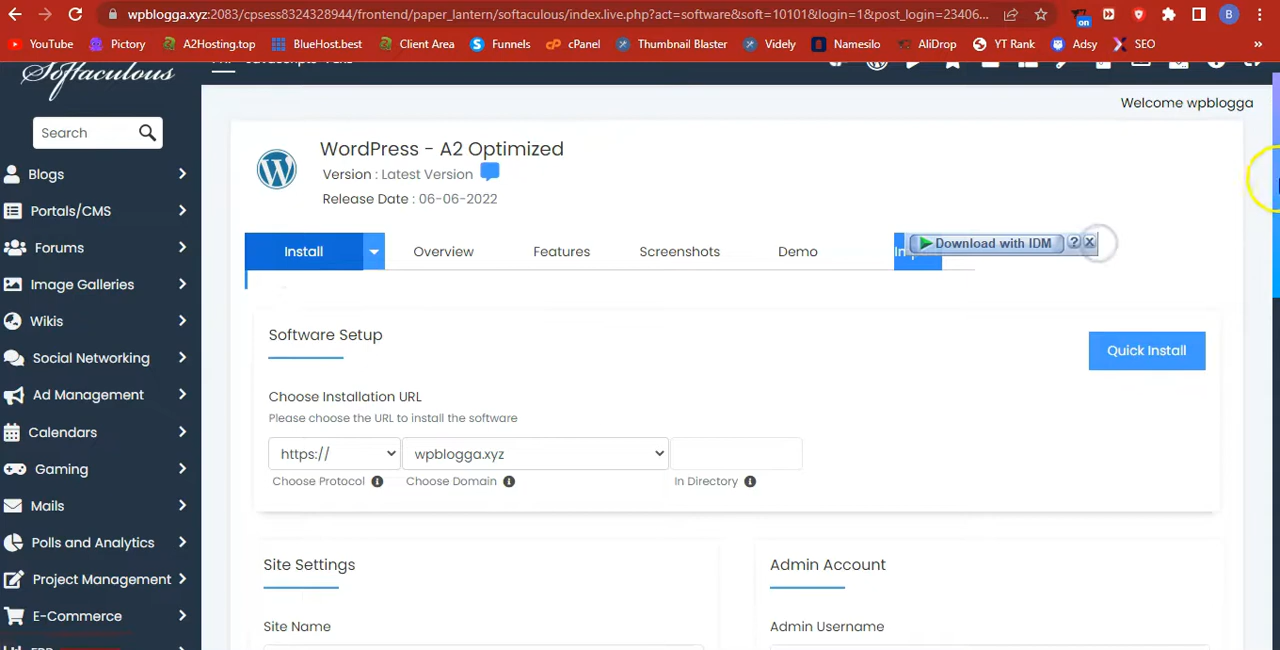 wpblogga.xyz:2083/cpsess8324328944/frontend/paper_lantern/softaculous/index.live.php?act=software&soft=10101&login=1&post_login=23406...
B
YouTube Pictory A2Hosting.top BlueHost.best Client Area Funnels cPanel Thumbnail Blaster Videly Namesilo AliDrop YT Rank Adsy SEO »
on
Softaculous
Welcome wpblogga
Search
Blogs
Portals/CMS
Forums
Image Galleries
Wikis
Social Networking
Ad Management
Calendars
Gaming
Mails
Polls and Analytics
Project Management
E-Commerce
WordPress - A2 Optimized
Version : Latest Version
Release Date : 06-06-2022
Install Overview Features Screenshots Demo
Download with IDM ?
Software Setup
Quick Install
Choose Installation URL
Please choose the URL to install the software
https:// wpblogga.xyz
Choose Protocol Choose Domain In Directory
Site Settings
Admin Account
Site Name
Admin Username